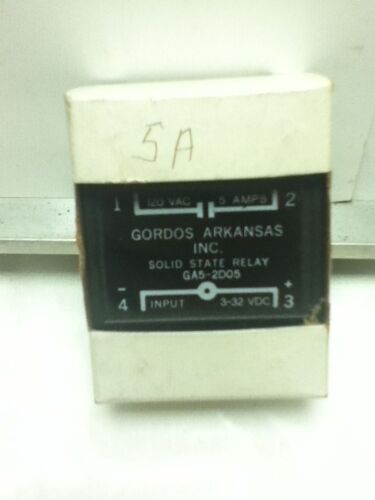 5A
1 120 VAC 5 AMPS 2
GORDOS ARKANSAS
INC.
SOLID STATE RELAY
GA5-2D05
- +
4 INPUT 3-32 VDC 3